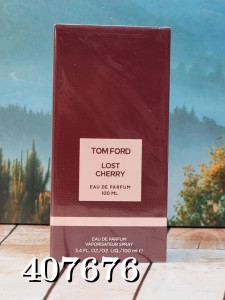 TOM FORD
LOST
CHERRY
EAU DE PARFUM
100 ML
EAU DE PARFUM
VAPORISATEUR SPRAY
3.4 FL. OZ./OZ. LIQ./100 ml ℮
407676